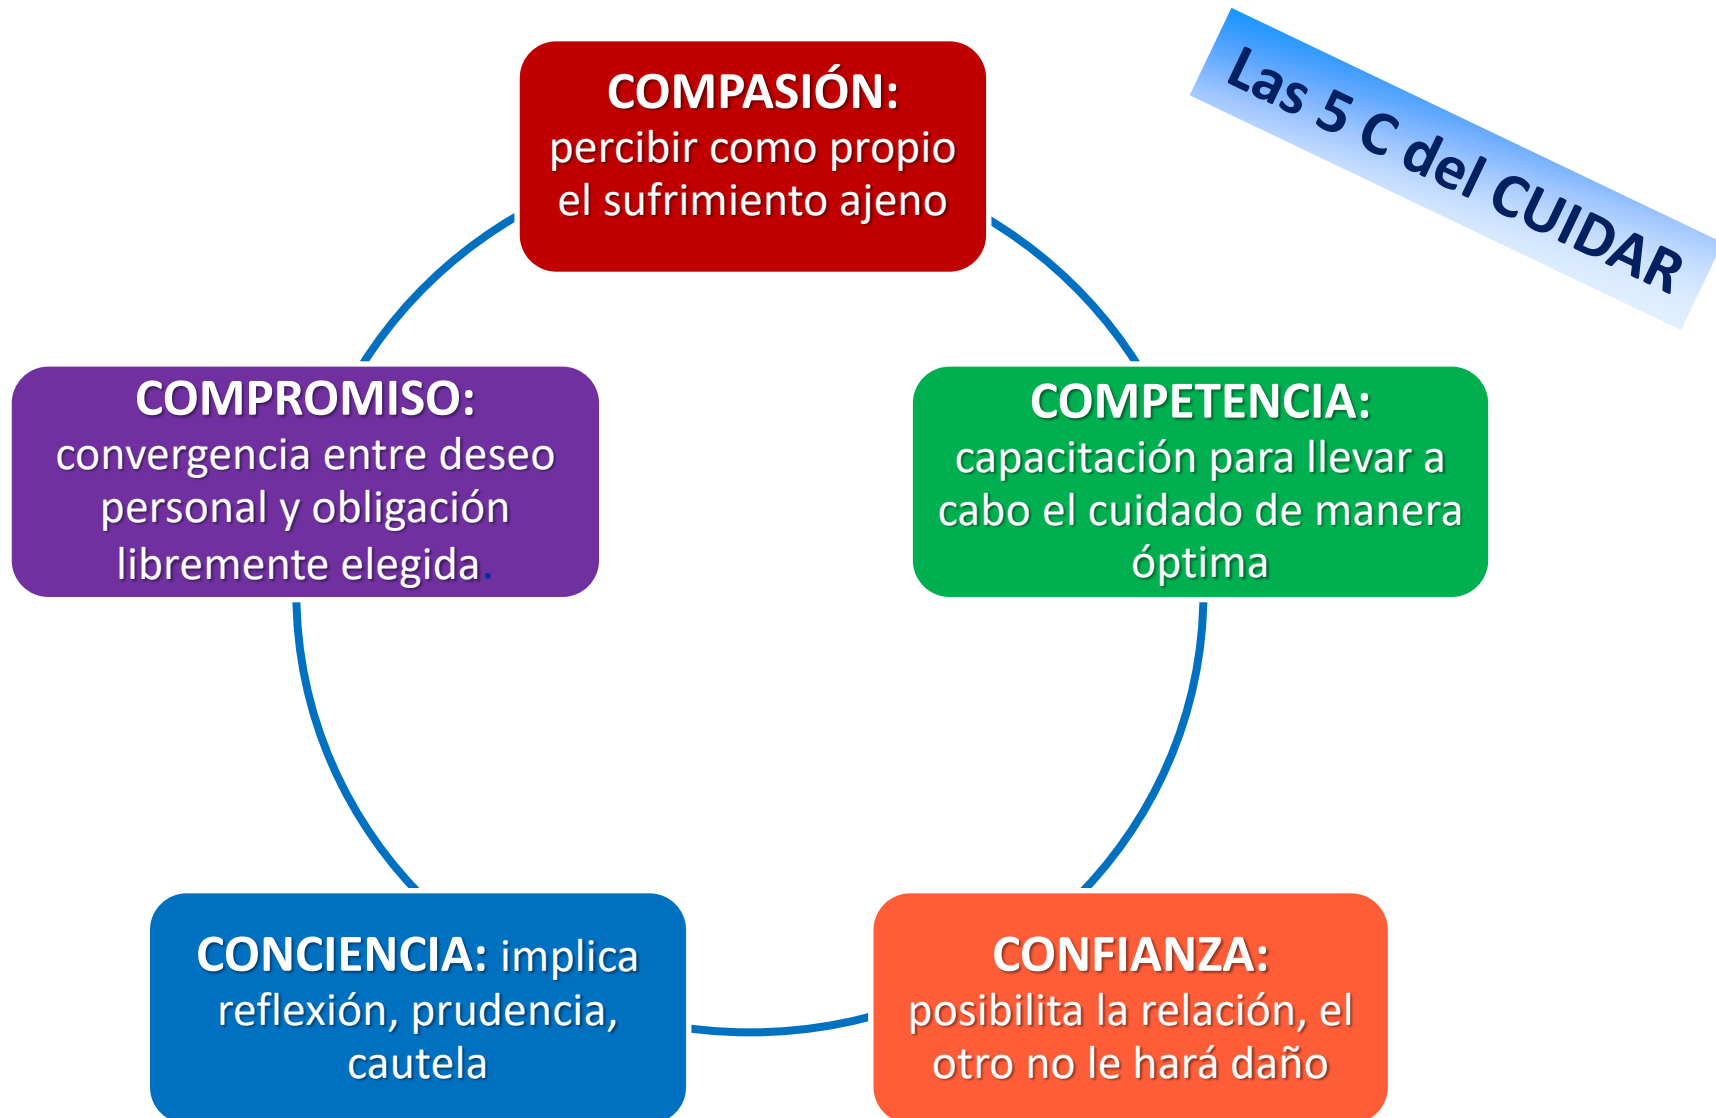 Las 5 C del CUIDAR
COMPASIÓN:
percibir como propio
el sufrimiento ajeno
COMPETENCIA:
capacitación para llevar a
cabo el cuidado de manera
óptima
CONFIANZA:
posibilita la relación, el
otro no le hará daño
CONCIENCIA: implica
reflexión, prudencia,
cautela
COMPROMISO:
convergencia entre deseo
personal y obligación
libremente elegida.